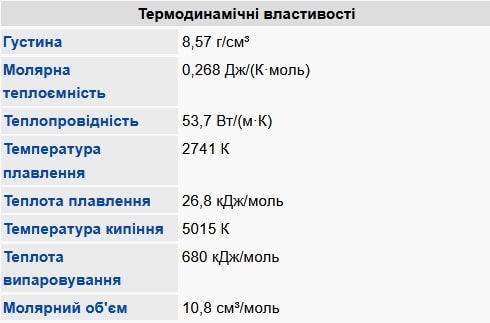 Термодинамічні властивості
Густина 8,57 г/см³
Молярна 0,268 Дж/(К·моль)
теплоємність
Теплопровідність 53,7 Вт/(м·К)
Температура 2741 К
плавлення
Теплота плавлення 26,8 кДж/моль
Температура кипіння 5015 К
Теплота 680 кДж/моль
випаровування
Молярний об'єм 10,8 см³/моль